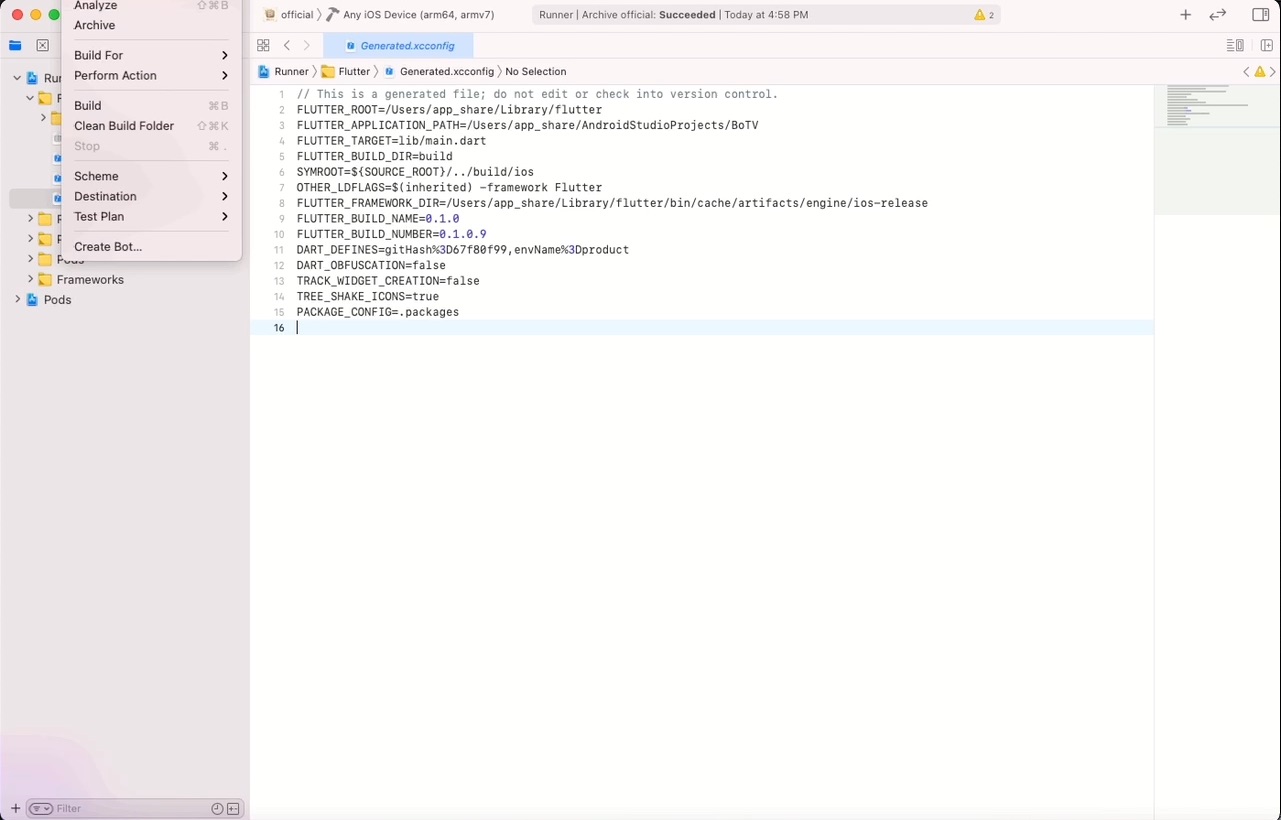 Analyze ⇧⌘B
Archive
Build For
Perform Action
Build ⌘B
Clean Build Folder ⇧⌘K
Stop ⌘ .
Scheme
Destination
Test Plan
Create Bot...
official 〉 Any iOS Device (arm64, armv7)
Runner | Archive official: Succeeded | Today at 4:58 PM
2
Generated.xcconfig
Runner 〉 Flutter 〉 Generated.xcconfig 〉 No Selection
Frameworks
Pods
1 // This is a generated file; do not edit or check into version control.
2 FLUTTER_ROOT=/Users/app_share/Library/flutter
3 FLUTTER_APPLICATION_PATH=/Users/app_share/AndroidStudioProjects/BoTV
4 FLUTTER_TARGET=lib/main.dart
5 FLUTTER_BUILD_DIR=build
6 SYMROOT=${SOURCE_ROOT}/../build/ios
7 OTHER_LDFLAGS=$(inherited) -framework Flutter
8 FLUTTER_FRAMEWORK_DIR=/Users/app_share/Library/flutter/bin/cache/artifacts/engine/ios-release
9 FLUTTER_BUILD_NAME=0.1.0
10 FLUTTER_BUILD_NUMBER=0.1.0.9
11 DART_DEFINES=gitHash%3D67f80f99,envName%3Dproduct
12 DART_OBFUSCATION=false
13 TRACK_WIDGET_CREATION=false
14 TREE_SHAKE_ICONS=true
15 PACKAGE_CONFIG=.packages
16
Filter